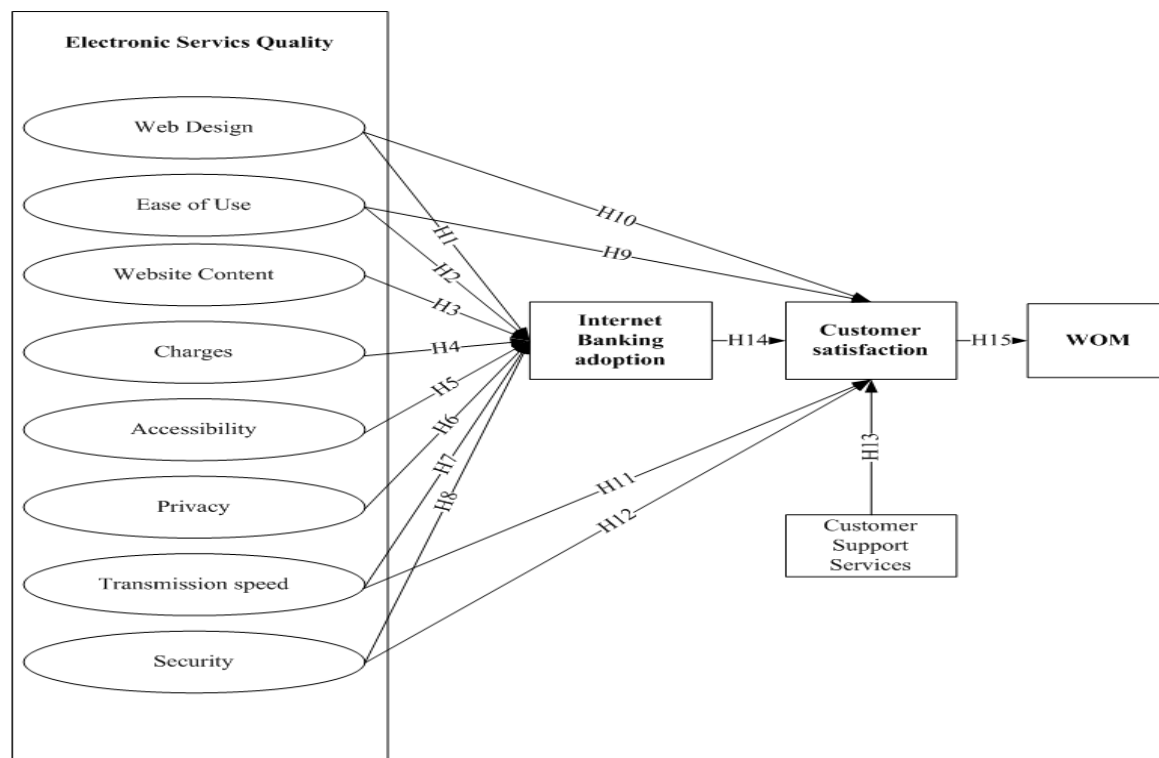 Electronic Servics Quality
Web Design
Ease of Use
Website Content
Charges
Accessibility
Privacy
Transmission speed
Security
H1
H2
H3
H4
H5
H6
H7
H8
H10
H9
H11
H12
Internet
Banking
adoption
H14
Customer
satisfaction
H15
WOM
H13
Customer
Support
Services